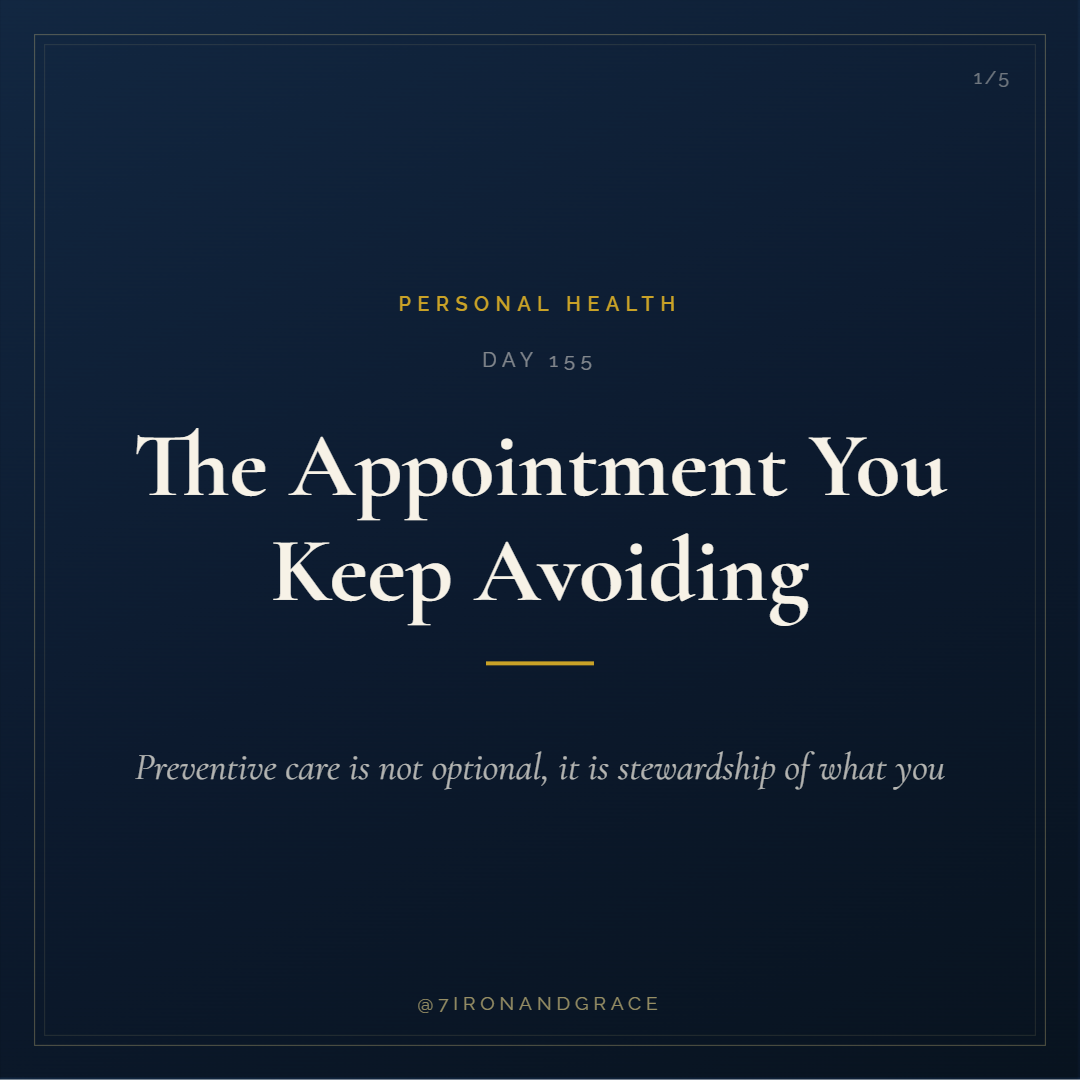 1/5
PERSONAL HEALTH
DAY 155
The Appointment You
Keep Avoiding
Preventive care is not optional, it is stewardship of what you
@7IRONANDGRACE